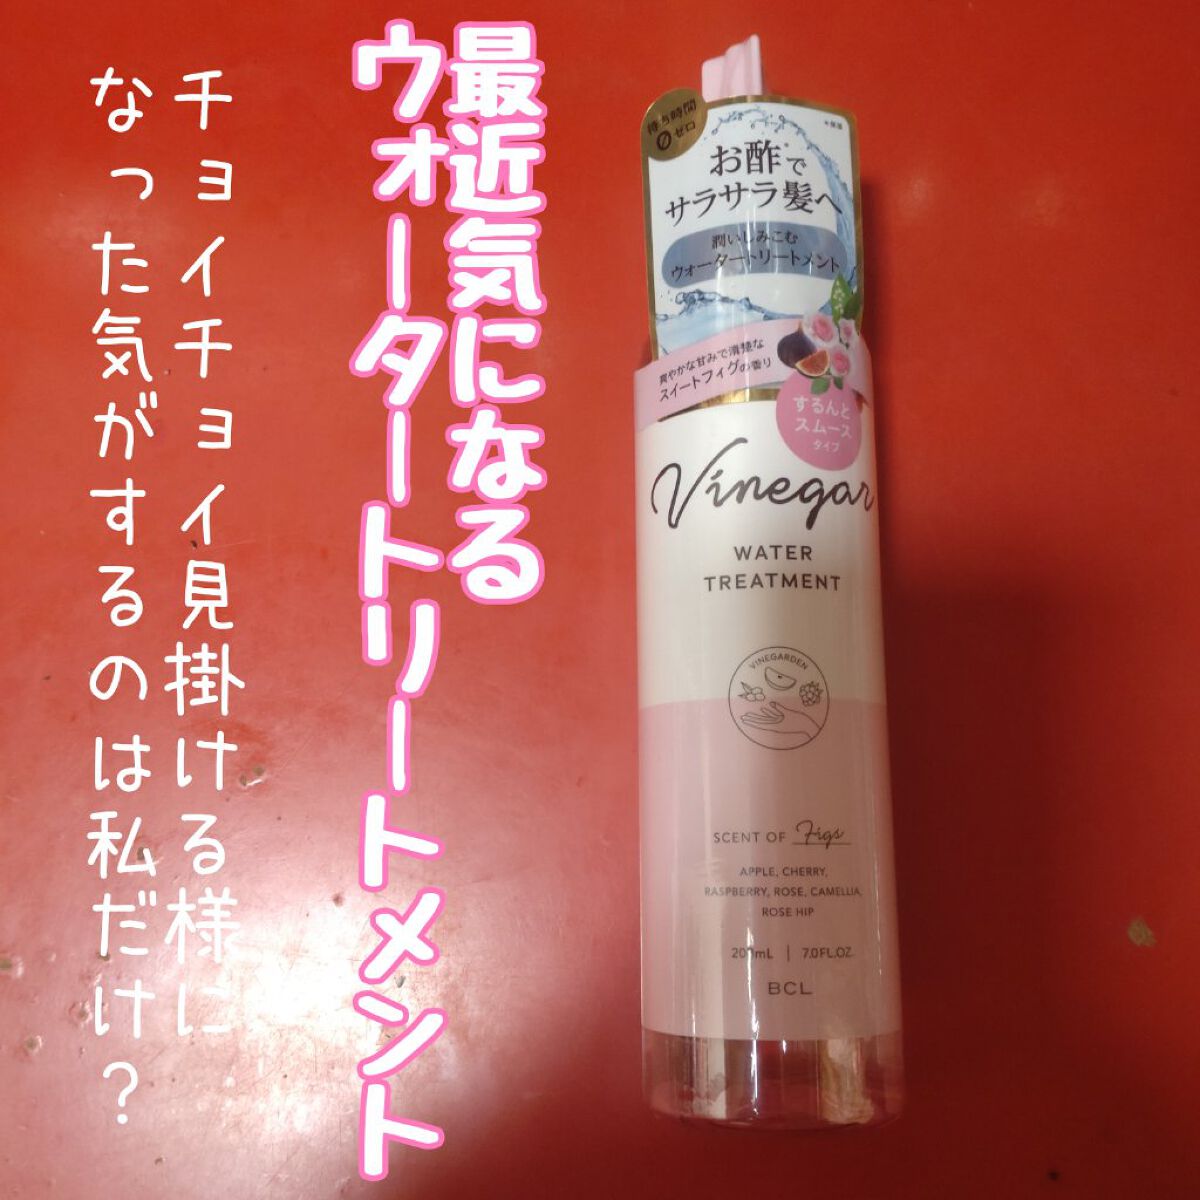 最近気になる
ウォータートリートメント
チョイチョイ見掛ける様に
なった気がするのは私だけ?
待ち時間
0ゼロ
*保湿
お酢*で
サラサラ髪へ
潤いしみこむ
ウォータートリートメント
爽やかな甘みで清楚な
スイートフィグの香り
するんと
スムース
タイプ
Vinegar
WATER
TREATMENT
VINEGARDEN
SCENT OF Figs
APPLE, CHERRY,
RASPBERRY, ROSE, CAMELLIA,
ROSE HIP
200mL | 7.0FL.OZ.
BCL